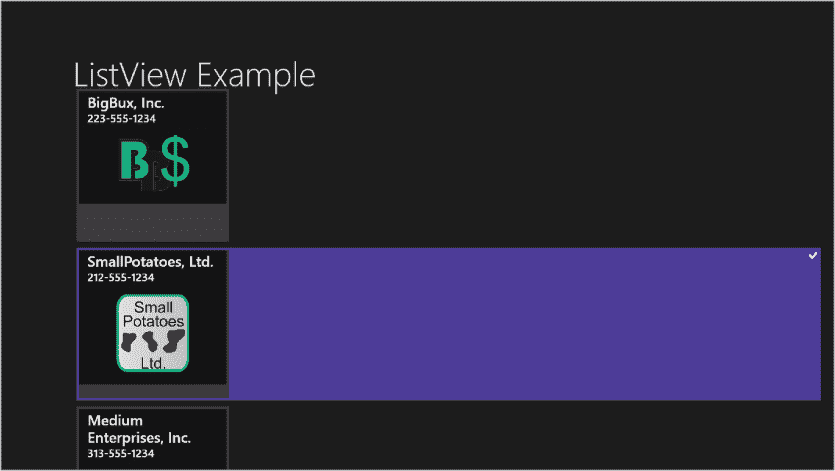 ListView Example
BigBux, Inc.
223-555-1234
B$
SmallPotatoes, Ltd.
212-555-1234
Small
Potatoes
Ltd.
Medium
Enterprises, Inc.
313-555-1234